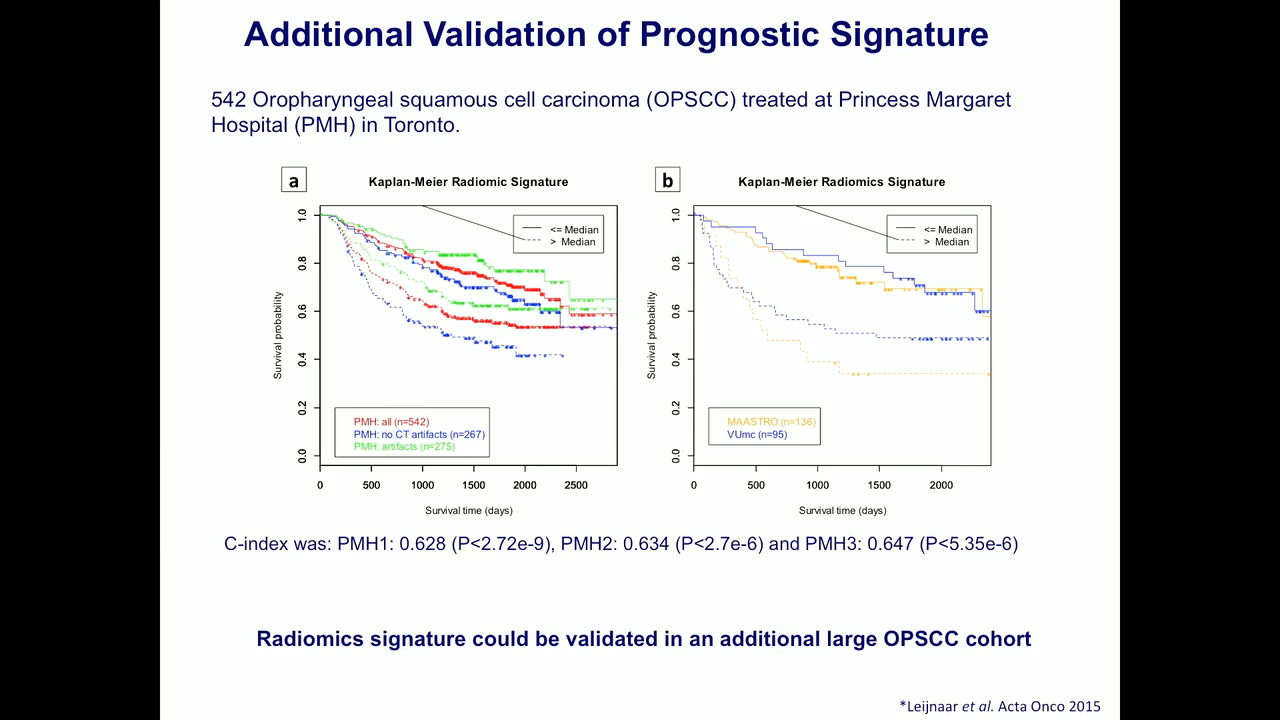 Additional Validation of Prognostic Signature
542 Oropharyngeal squamous cell carcinoma (OPSCC) treated at Princess Margaret
Hospital (PMH) in Toronto.
a
Kaplan-Meier Radiomic Signature
<= Median
> Median
Survival probability
1.0
0.8
0.6
0.4
0.2
0.0
PMH: all (n=542)
PMH: no CT artifacts (n=267)
PMH: artifacts (n=275)
0 500 1000 1500 2000 2500
Survival time (days)
b
Kaplan-Meier Radiomics Signature
<= Median
> Median
Survival probability
1.0
0.8
0.6
0.4
0.2
0.0
MAASTRO (n=136)
VUmc (n=95)
0 500 1000 1500 2000
Survival time (days)
C-index was: PMH1: 0.628 (P<2.72e-9), PMH2: 0.634 (P<2.7e-6) and PMH3: 0.647 (P<5.35e-6)
Radiomics signature could be validated in an additional large OPSCC cohort
*Leijnaar et al. Acta Onco 2015